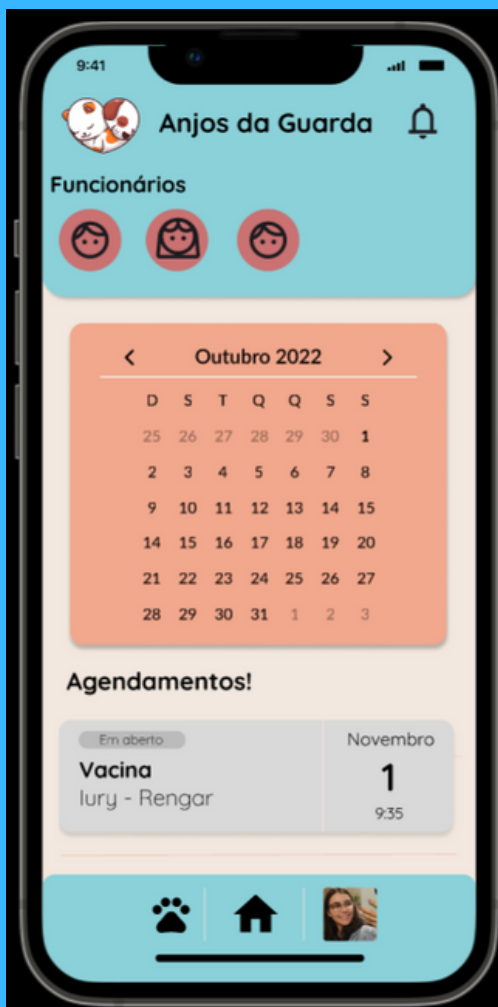 9:41
Anjos da Guarda
Funcionários
Outubro 2022
D S T Q Q S S
25 26 27 28 29 30 1
2 3 4 5 6 7 8
9 10 11 12 13 14 15
14 15 16 17 18 19 20
21 22 23 24 25 26 27
28 29 30 31 1 2 3
Agendamentos!
Em aberto
Vacina
Iury - Rengar
Novembro
1
9:35